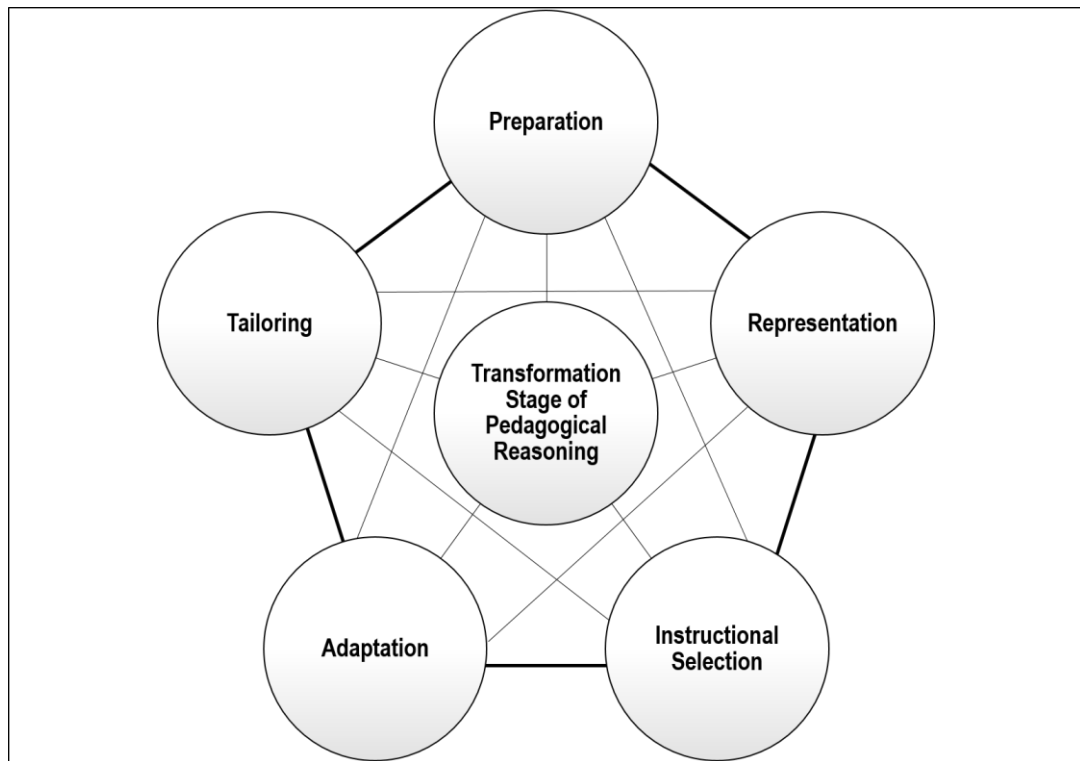 Preparation
Tailoring
Representation
Transformation
Stage of
Pedagogical
Reasoning
Adaptation
Instructional
Selection